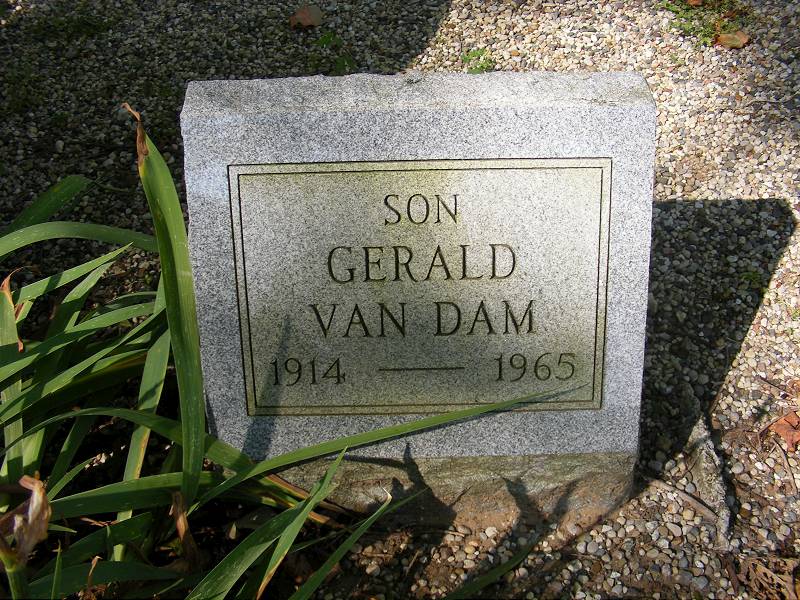 SON
GERALD
VAN DAM
1914 — 1965